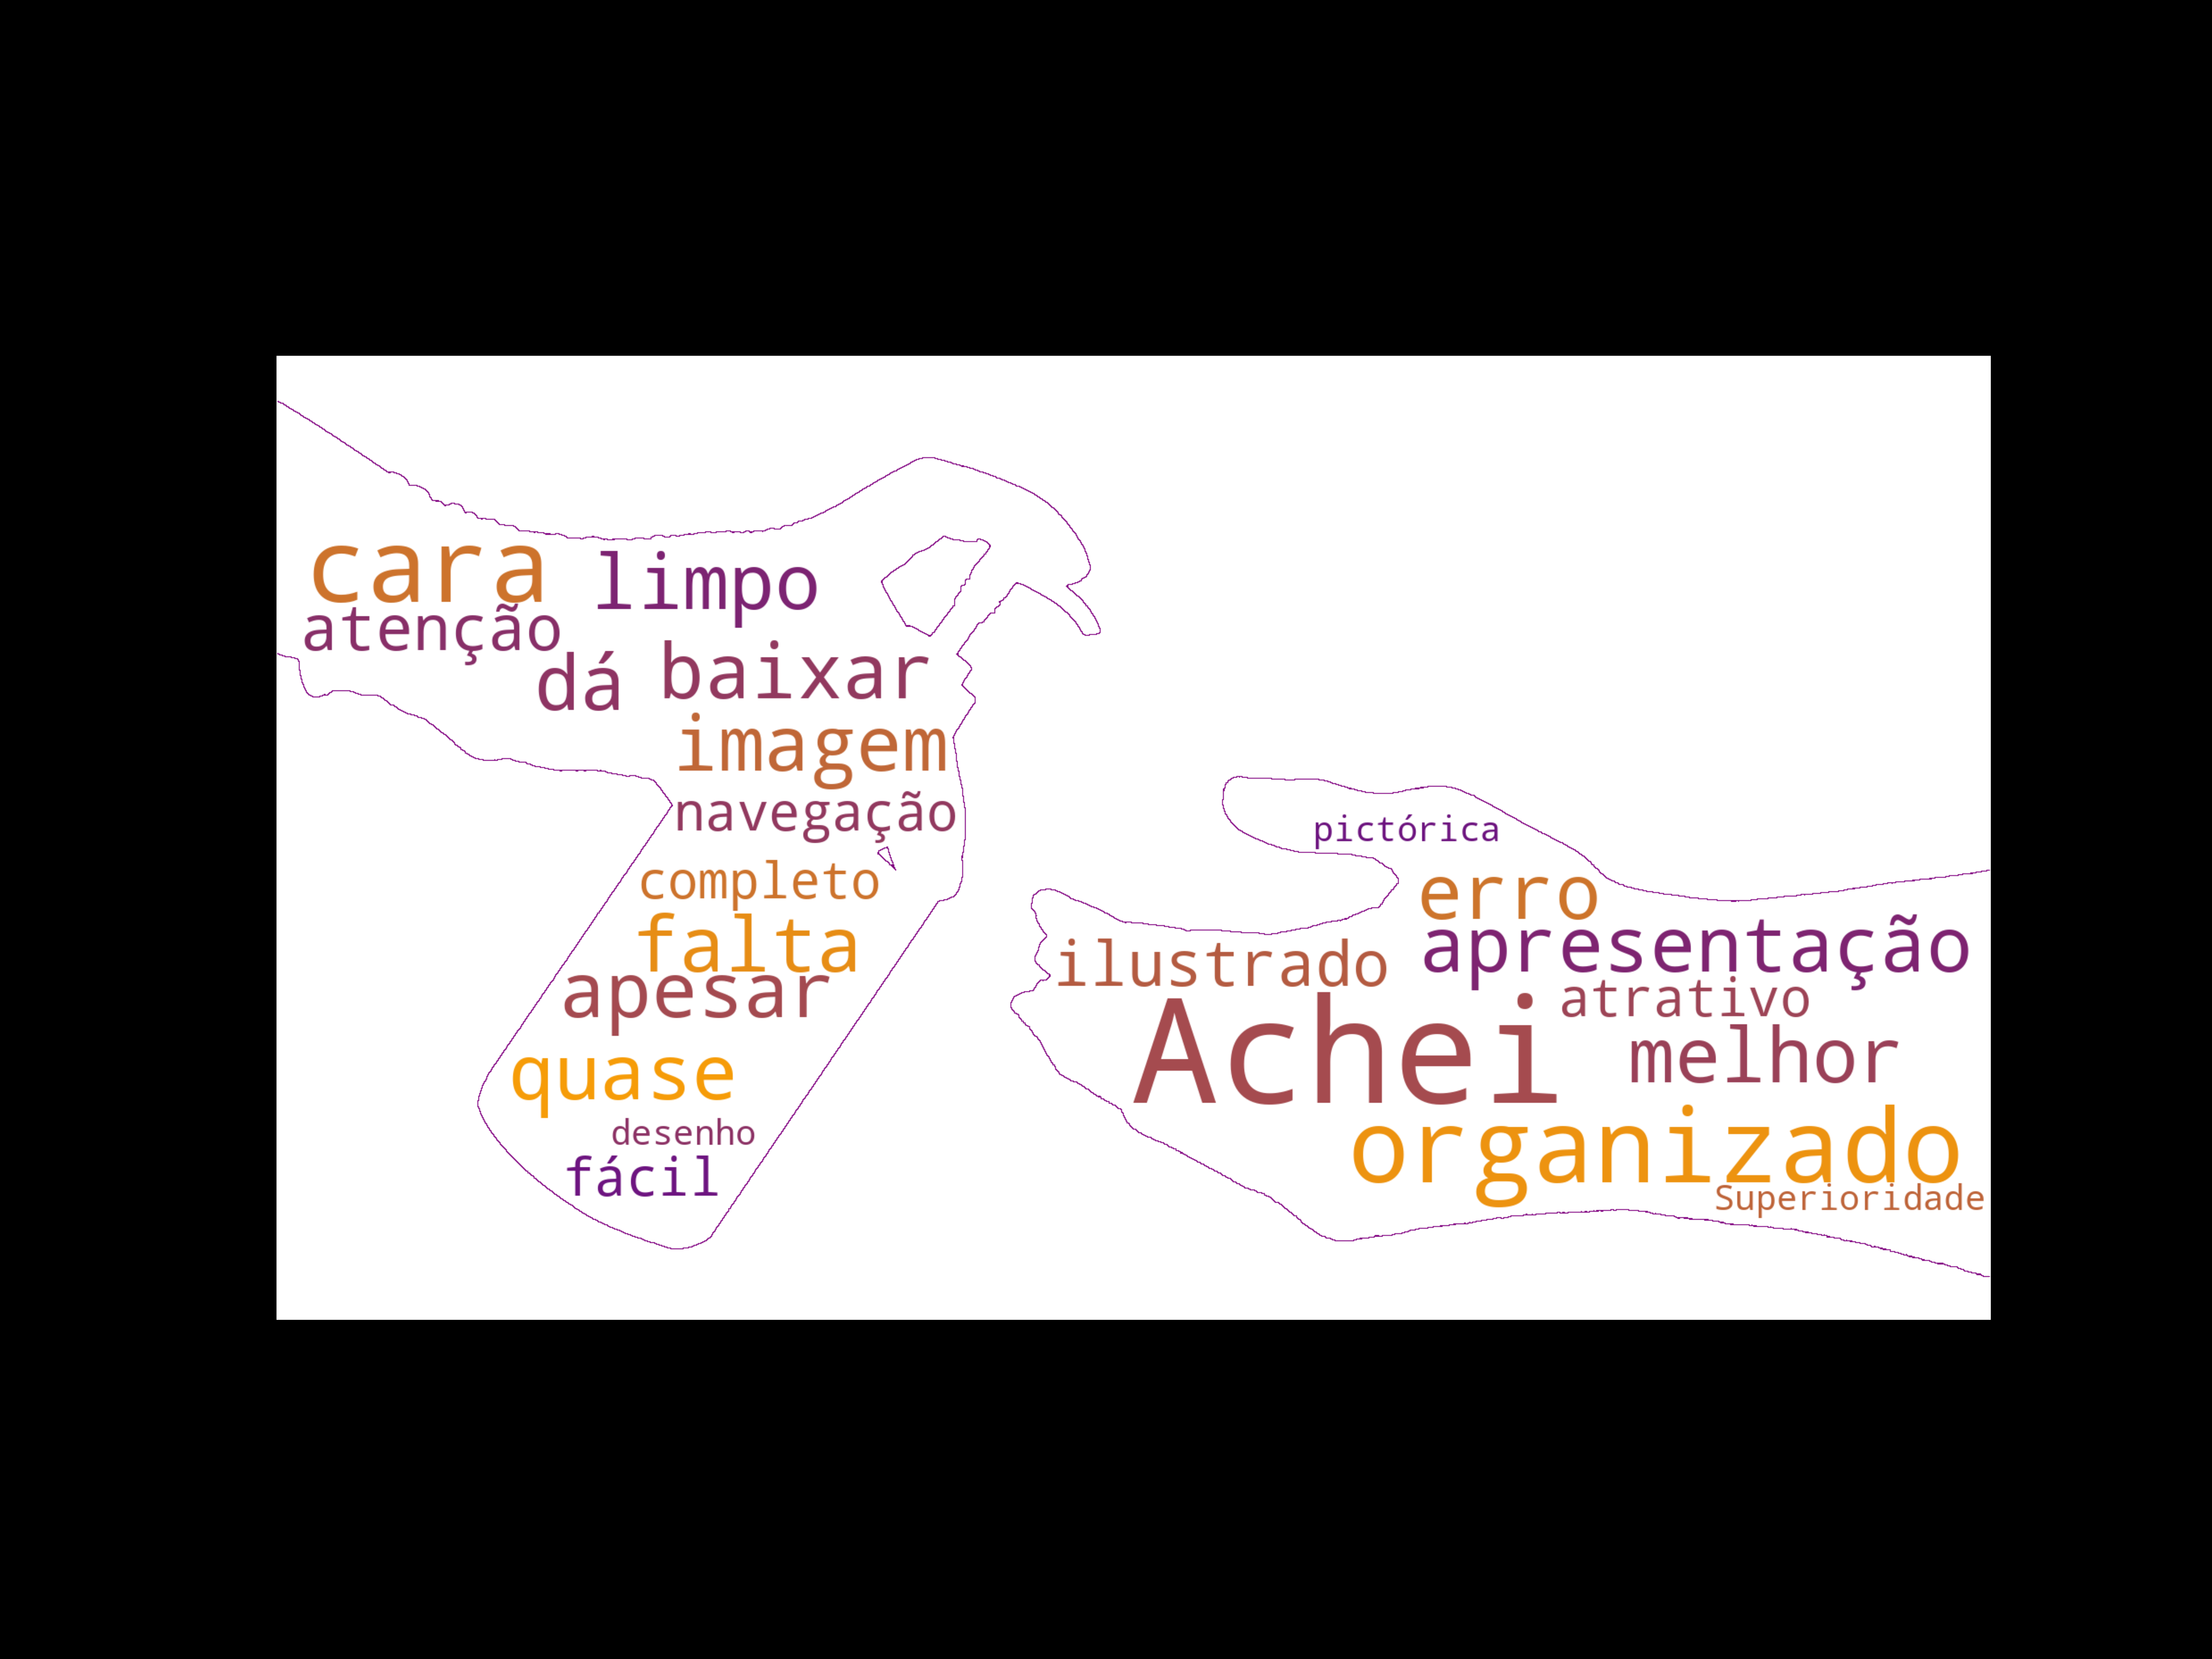 cara
limpo
atenção
dá
baixar
imagem
navegação
completo
falta
apesar
quase
desenho
fácil
pictórica
erro
apresentação
ilustrado
atrativo
Achei
melhor
organizado
Superioridade